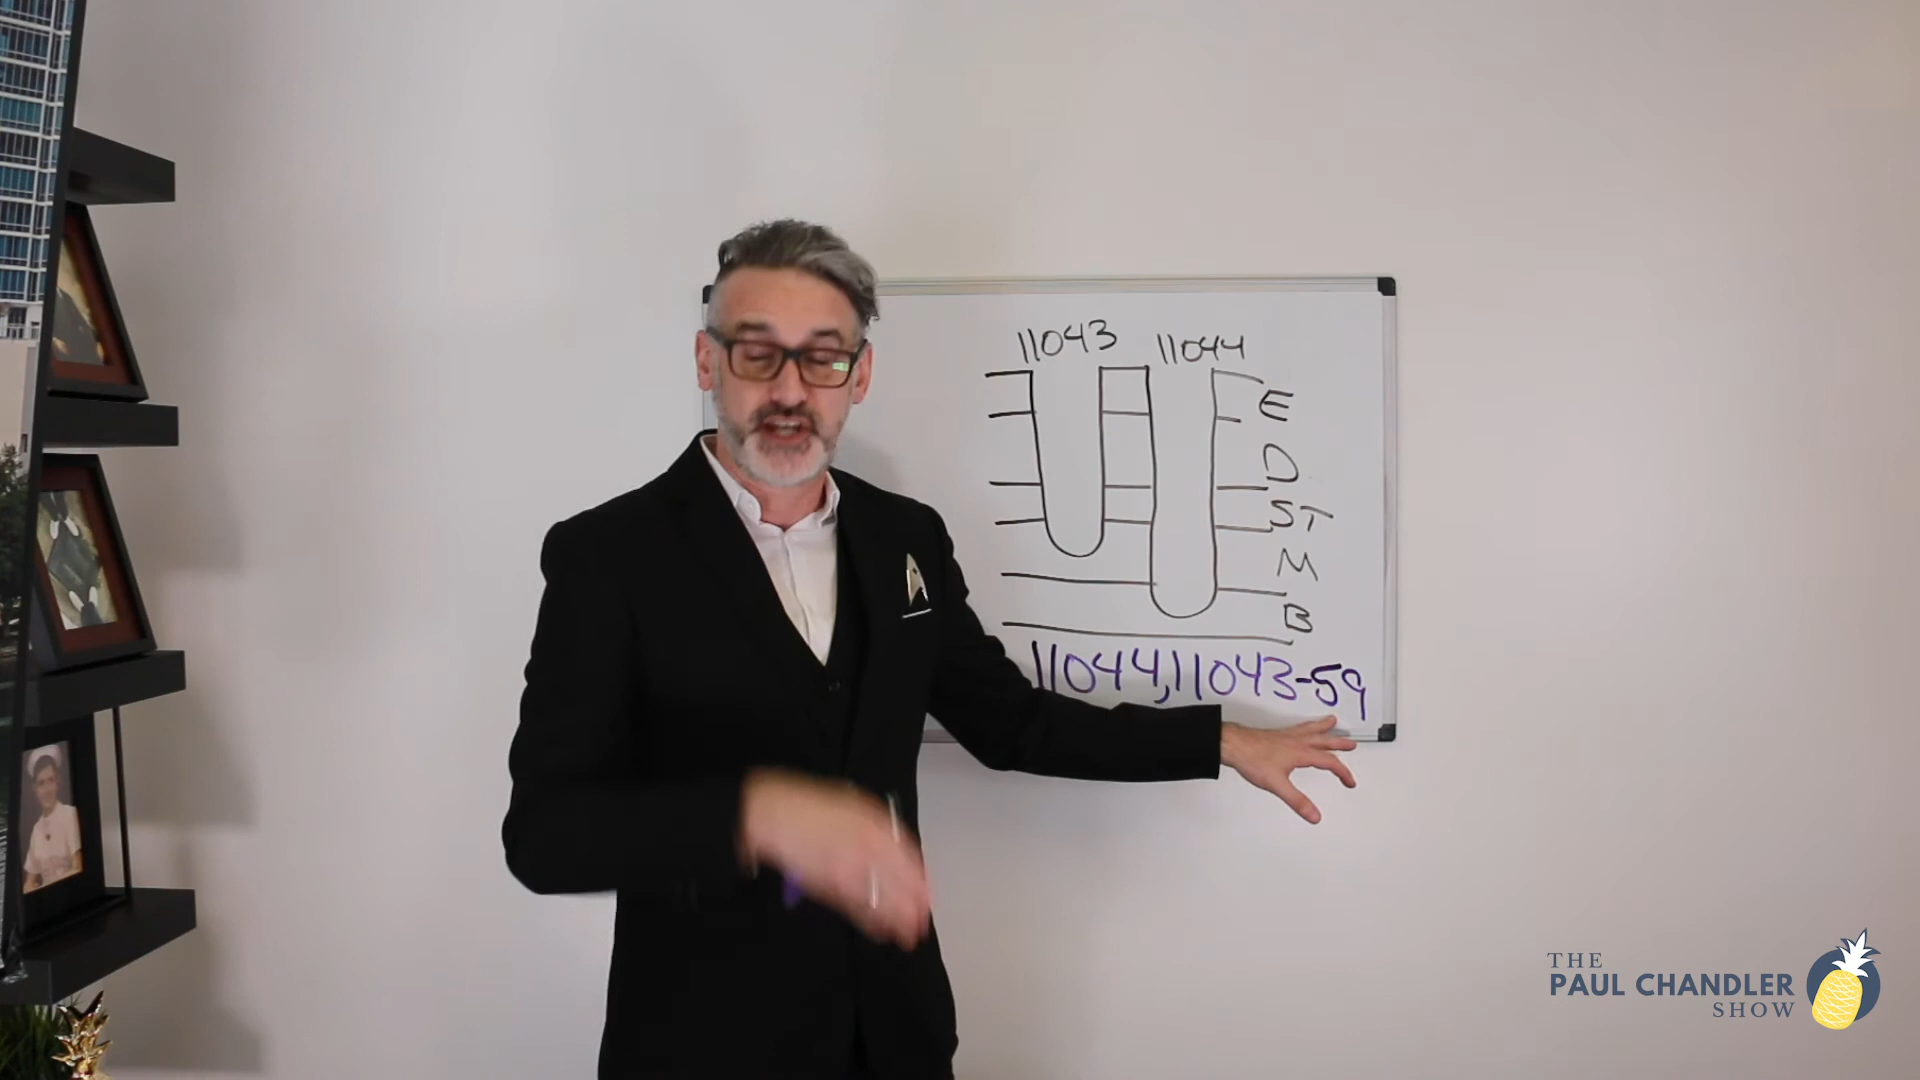 11043 11044
E
D
ST
M
B
11044,11043-59
THE
PAUL CHANDLER
SHOW